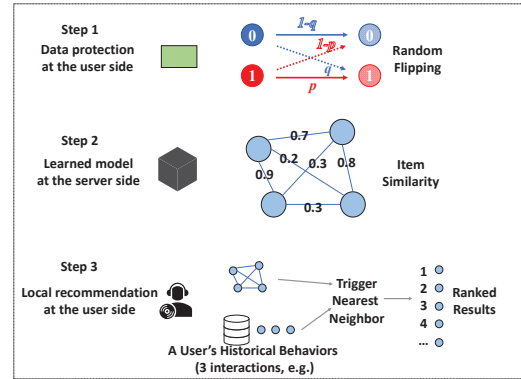 Step 1
Data protection
at the user side
0
1-q
0
1-p
q
1
p
1
Random
Flipping
Step 2
Learned model
at the server side
0.7
0.2
0.3
0.8
0.9
0.3
Item
Similarity
Step 3
Local recommendation
at the user side
Trigger
Nearest
Neighbor
1
2
3
4
...
Ranked
Results
A User's Historical Behaviors
(3 interactions, e.g.)